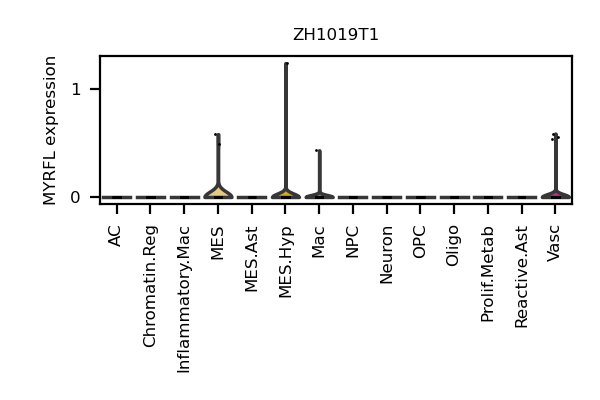 ZH1019T1
MYRFL expression
1
0
AC
Chromatin.Reg
Inflammatory.Mac
MES
MES.Ast
MES.Hyp
Mac
NPC
Neuron
OPC
Oligo
Prolif.Metab
Reactive.Ast
Vasc